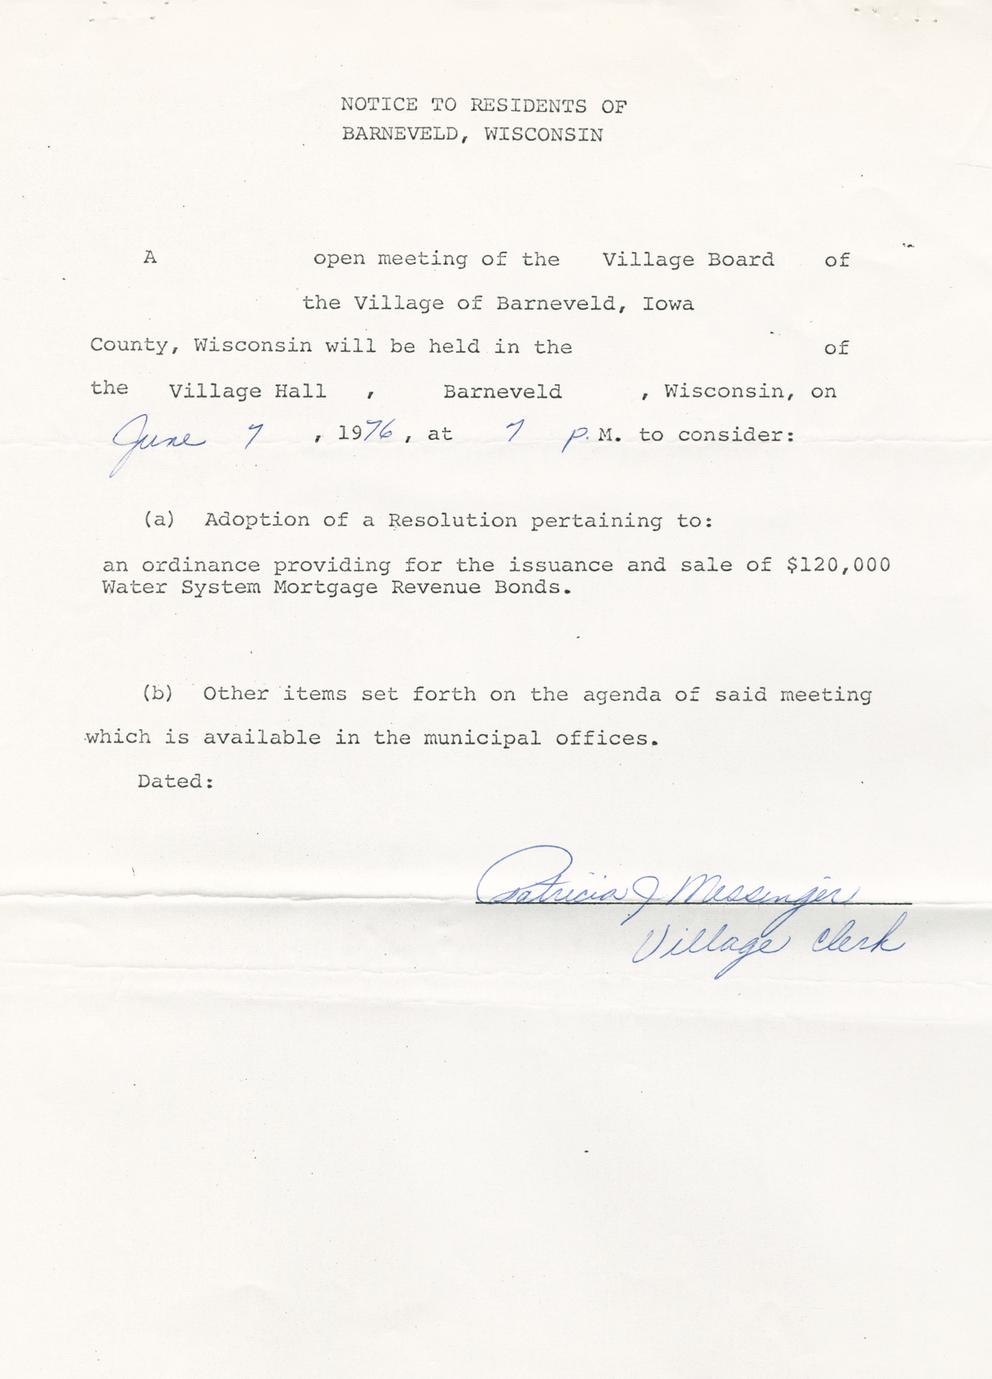 NOTICE TO RESIDENTS OF
BARNEVELD, WISCONSIN
A open meeting of the Village Board of
the Village of Barneveld, Iowa
County, Wisconsin will be held in the of
the Village Hall , Barneveld , Wisconsin, on
June 7 , 1976, at 7 P.M. to consider:
(a) Adoption of a Resolution pertaining to:
an ordinance providing for the issuance and sale of $120,000
Water System Mortgage Revenue Bonds.
(b) Other items set forth on the agenda of said meeting
which is available in the municipal offices.
Dated:
Patricia J Messinger
Village Clerk